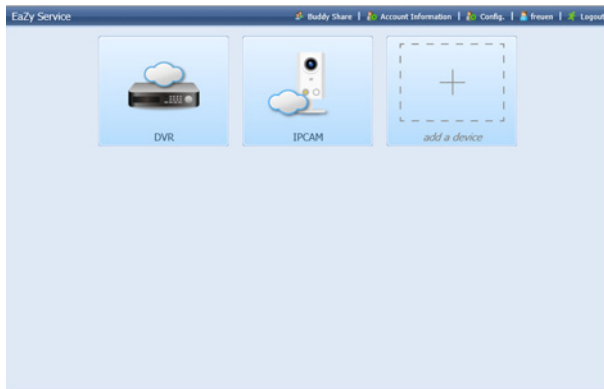 EaZy Service
Buddy Share | Account Information | Config. | freuen | Logout
DVR
IPCAM
add a device